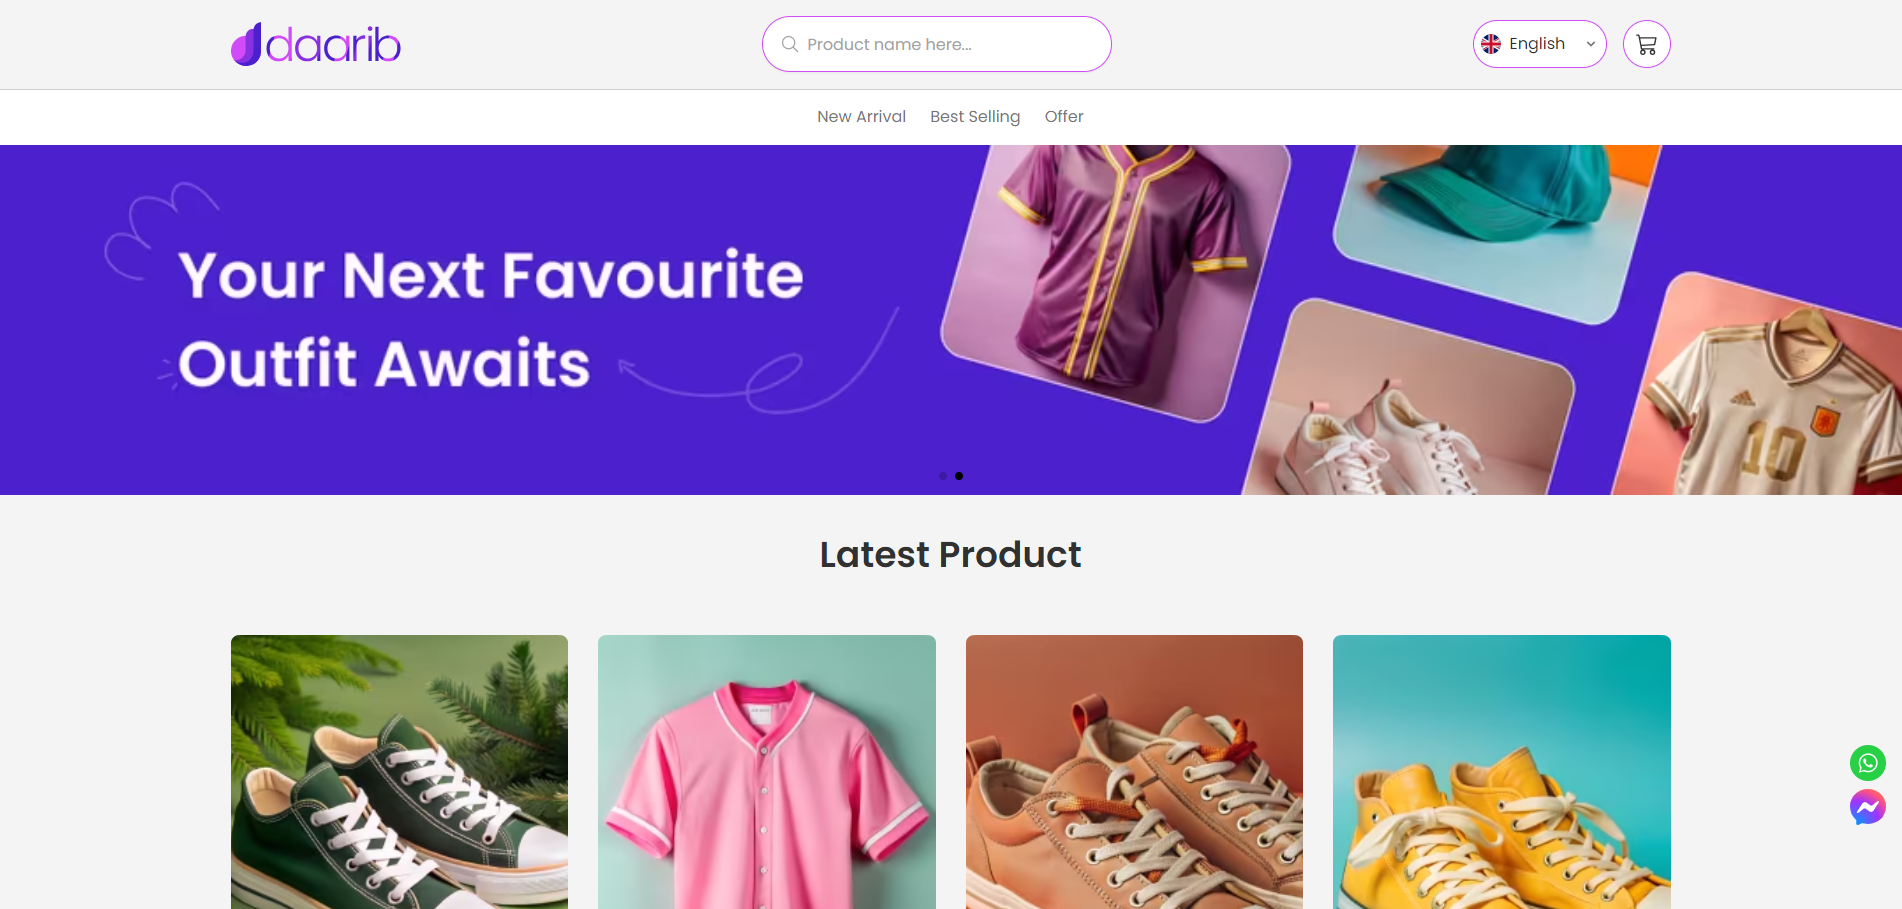 daarib
Product name here...
English
New Arrival
Best Selling
Offer
Your Next Favourite
Outfit Awaits
10
Latest Product